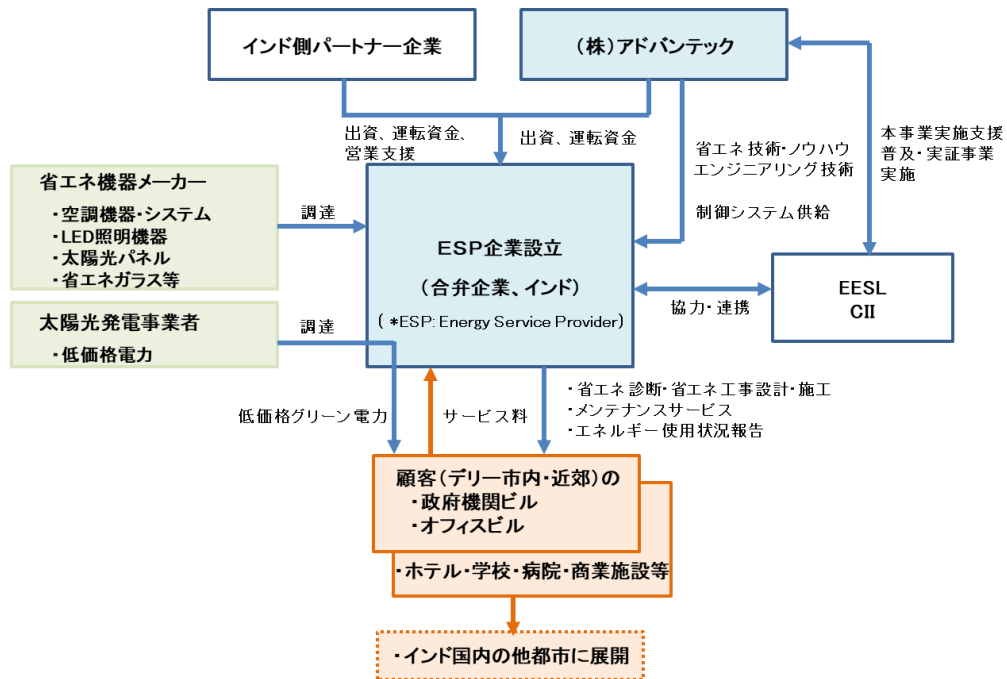 インド側パートナー企業
（株）アドバンテック
出資、運転資金、
営業支援
出資、運転資金
省エネ技術・ノウハウ
エンジニアリング技術
制御システム供給
本事業実施支援
普及・実証事業
実施
省エネ機器メーカー
・空調機器・システム
・LED照明機器
・太陽光パネル
・省エネガラス等
調達
ESP企業設立
（合弁企業、インド）
( *ESP: Energy Service Provider)
協力・連携
EESL
CII
太陽光発電事業者
・低価格電力
調達
低価格グリーン電力
サービス料
・省エネ診断・省エネ工事設計・施工
・メンテナンスサービス
・エネルギー使用状況報告
顧客（デリー市内・近郊）の
・政府機関ビル
・オフィスビル
・ホテル・学校・病院・商業施設等
・インド国内の他都市に展開